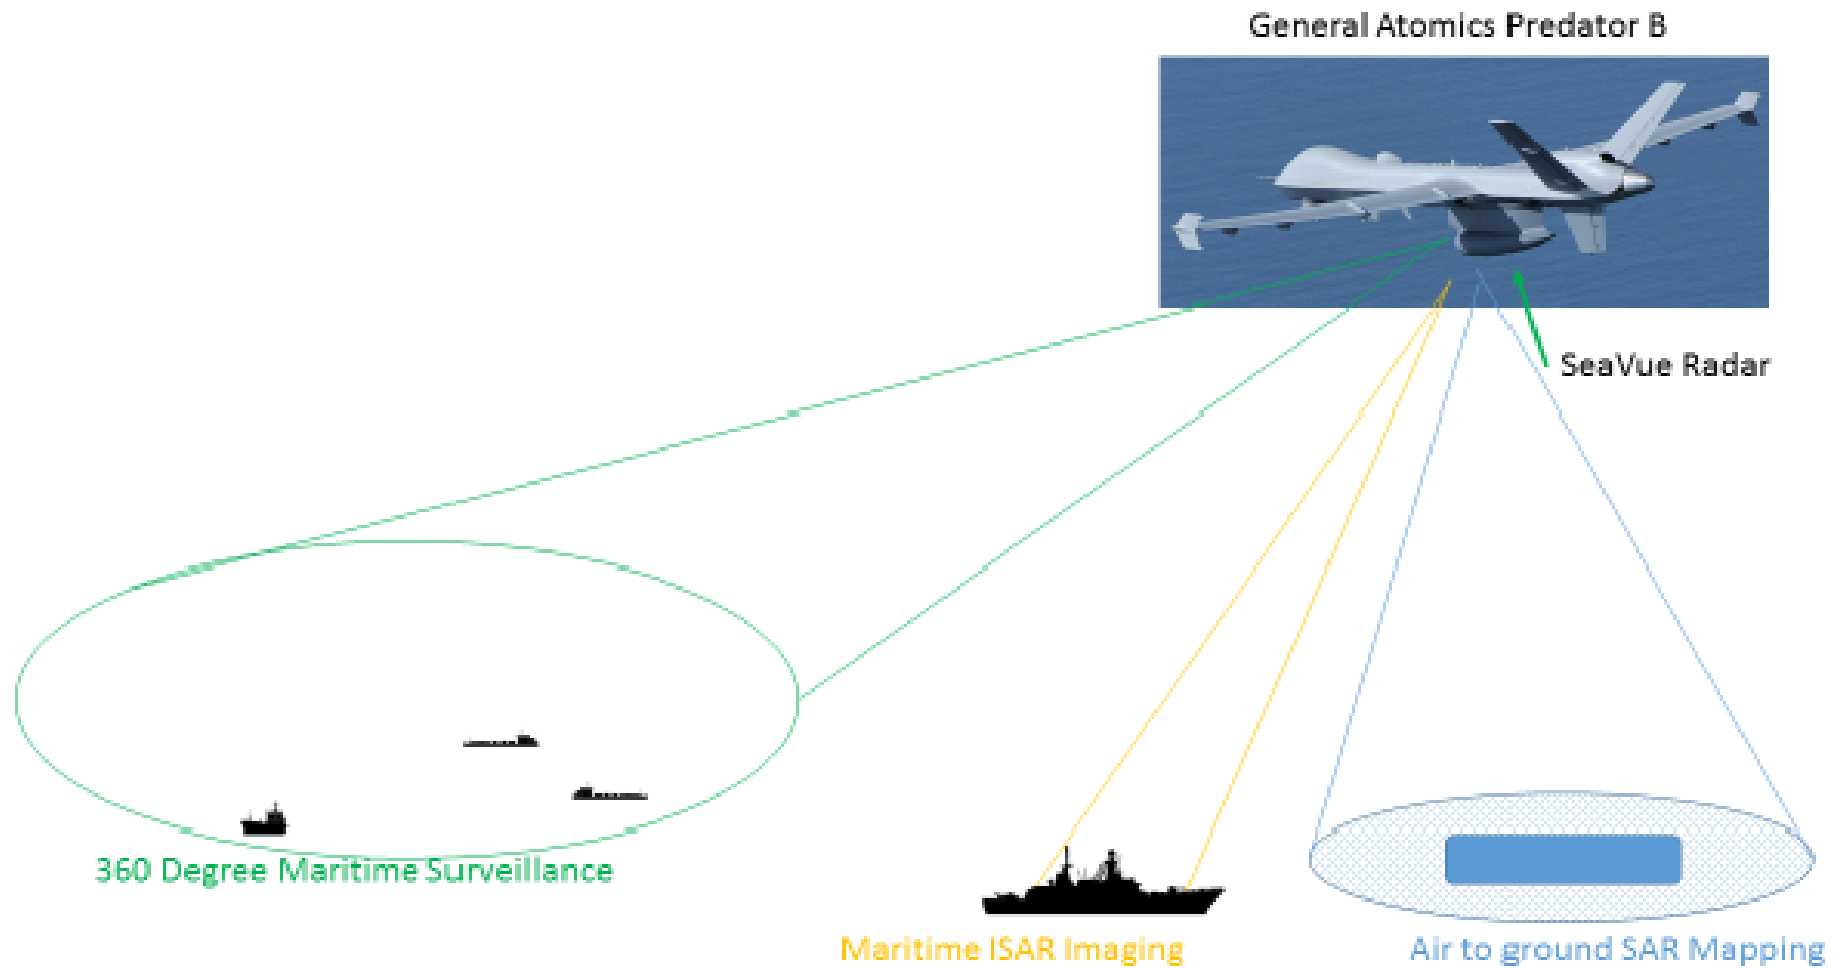 General Atomics Predator B
SeaVue Radar
360 Degree Maritime Surveillance
Maritime ISAR Imaging
Air to ground SAR Mapping